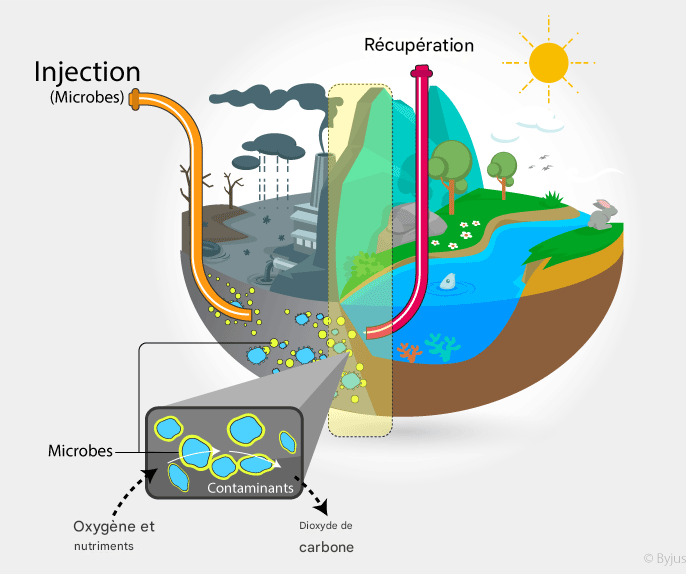 Récupération
Injection
(Microbes)
Microbes
Contaminants
Oxygène et
nutriments
Dioxyde de
carbone
© Byjus